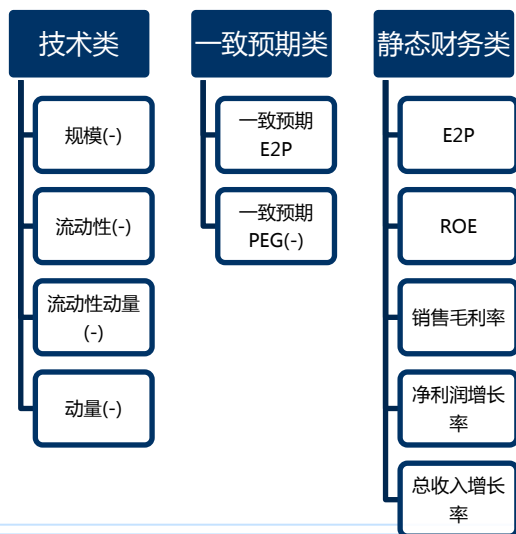 技术类
规模(-)
流动性(-)
流动性动量
(-)
动量(-)
一致预期类
一致预期
E2P
一致预期
PEG(-)
静态财务类
E2P
ROE
销售毛利率
净利润增长
率
总收入增长
率